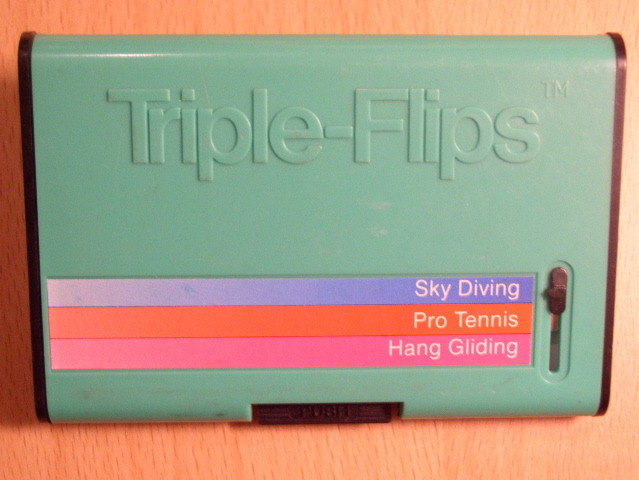 Triple-Flips™
Sky Diving
Pro Tennis
Hang Gliding
PUSH